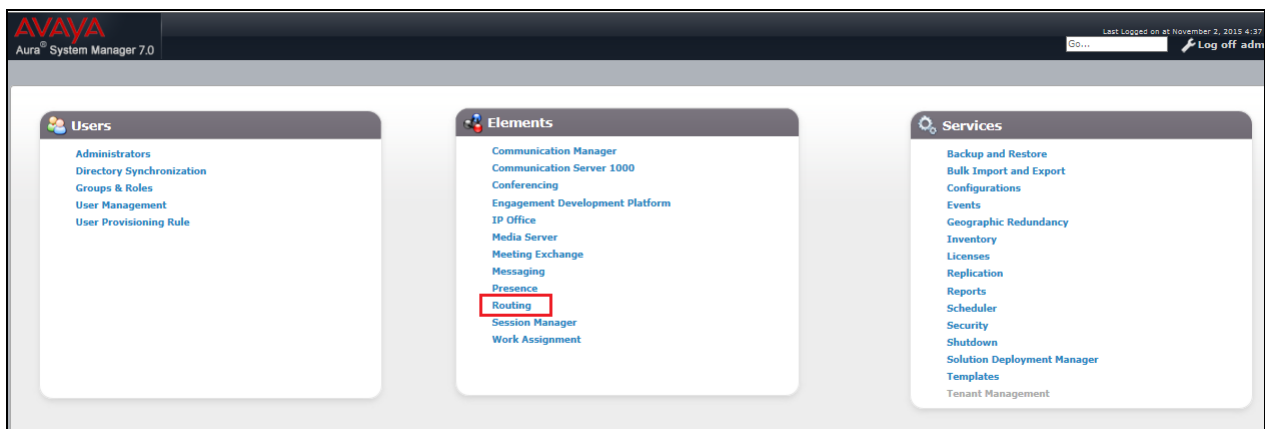 AVAYA
Aura® System Manager 7.0
Last Logged on at November 2, 2015 4:37
Go...
Log off adm
Users
Administrators
Directory Synchronization
Groups & Roles
User Management
User Provisioning Rule
Elements
Communication Manager
Communication Server 1000
Conferencing
Engagement Development Platform
IP Office
Media Server
Meeting Exchange
Messaging
Presence
Routing
Session Manager
Work Assignment
Services
Backup and Restore
Bulk Import and Export
Configurations
Events
Geographic Redundancy
Inventory
Licenses
Replication
Reports
Scheduler
Security
Shutdown
Solution Deployment Manager
Templates
Tenant Management